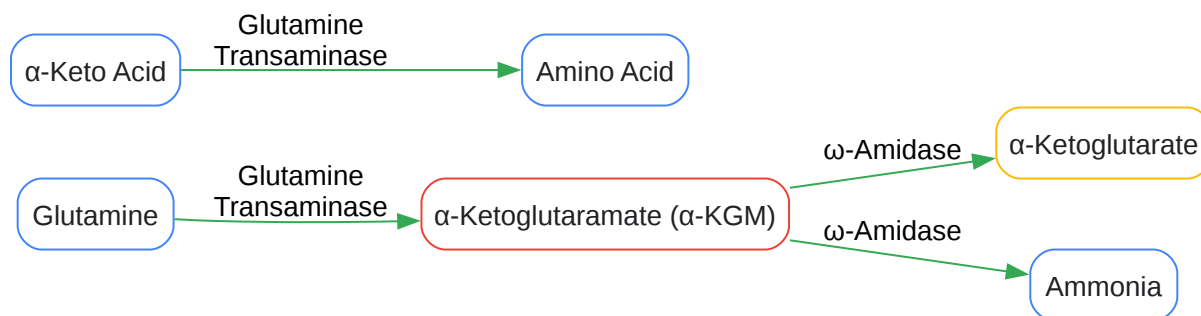 Glutamine
Transaminase
α-Keto Acid
Amino Acid
α-Ketoglutarate
ω-Amidase
Glutamine
Transaminase
Glutamine
α-Ketoglutaramate (α-KGM)
ω-Amidase
Ammonia